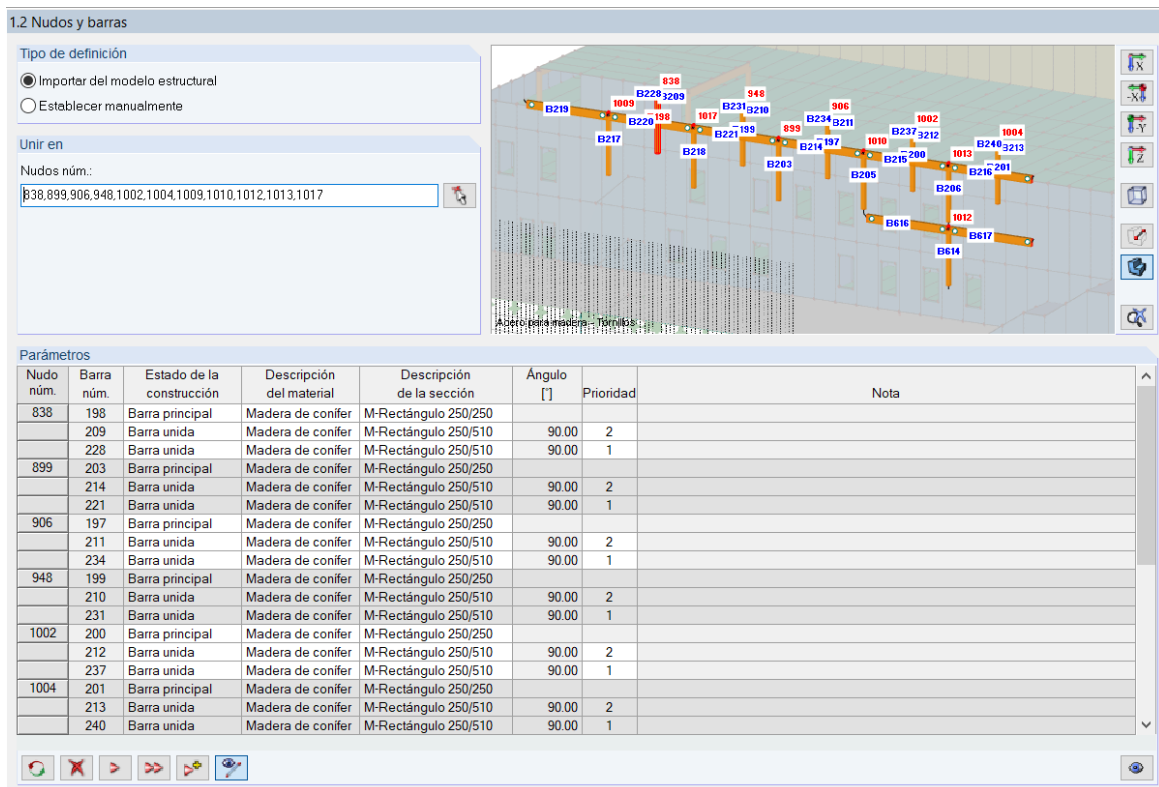 1.2 Nudos y barras
Tipo de definición
Importar del modelo estructural
Establecer manualmente
Unir en
Nudos núm.:
838,899,906,948,1002,1004,1009,1010,1012,1013,1017
838
B228 B209 948
B219 1009 B231 B210 906
B220 198 1017 B234 B211 1002
B217 B221 199 899 B237 B212 1004
B218 B214 197 1010 B240 B213
B203 B215 200 1013
B205 B216 201
B206
B616 1012
B617
B614
Acero para madera - Tornillos
X
-X
-Y
Z
Parámetros
Nudo Barra Estado de la Descripción Descripción Ángulo
núm. núm. construcción del material de la sección [°] Prioridad Nota
838 198 Barra principal Madera de conífer M-Rectángulo 250/250
209 Barra unida Madera de conífer M-Rectángulo 250/510 90.00 2
228 Barra unida Madera de conífer M-Rectángulo 250/510 90.00 1
899 203 Barra principal Madera de conífer M-Rectángulo 250/250
214 Barra unida Madera de conífer M-Rectángulo 250/510 90.00 2
221 Barra unida Madera de conífer M-Rectángulo 250/510 90.00 1
906 197 Barra principal Madera de conífer M-Rectángulo 250/250
211 Barra unida Madera de conífer M-Rectángulo 250/510 90.00 2
234 Barra unida Madera de conífer M-Rectángulo 250/510 90.00 1
948 199 Barra principal Madera de conífer M-Rectángulo 250/250
210 Barra unida Madera de conífer M-Rectángulo 250/510 90.00 2
231 Barra unida Madera de conífer M-Rectángulo 250/510 90.00 1
1002 200 Barra principal Madera de conífer M-Rectángulo 250/250
212 Barra unida Madera de conífer M-Rectángulo 250/510 90.00 2
237 Barra unida Madera de conífer M-Rectángulo 250/510 90.00 1
1004 201 Barra principal Madera de conífer M-Rectángulo 250/250
213 Barra unida Madera de conífer M-Rectángulo 250/510 90.00 2
240 Barra unida Madera de conífer M-Rectángulo 250/510 90.00 1